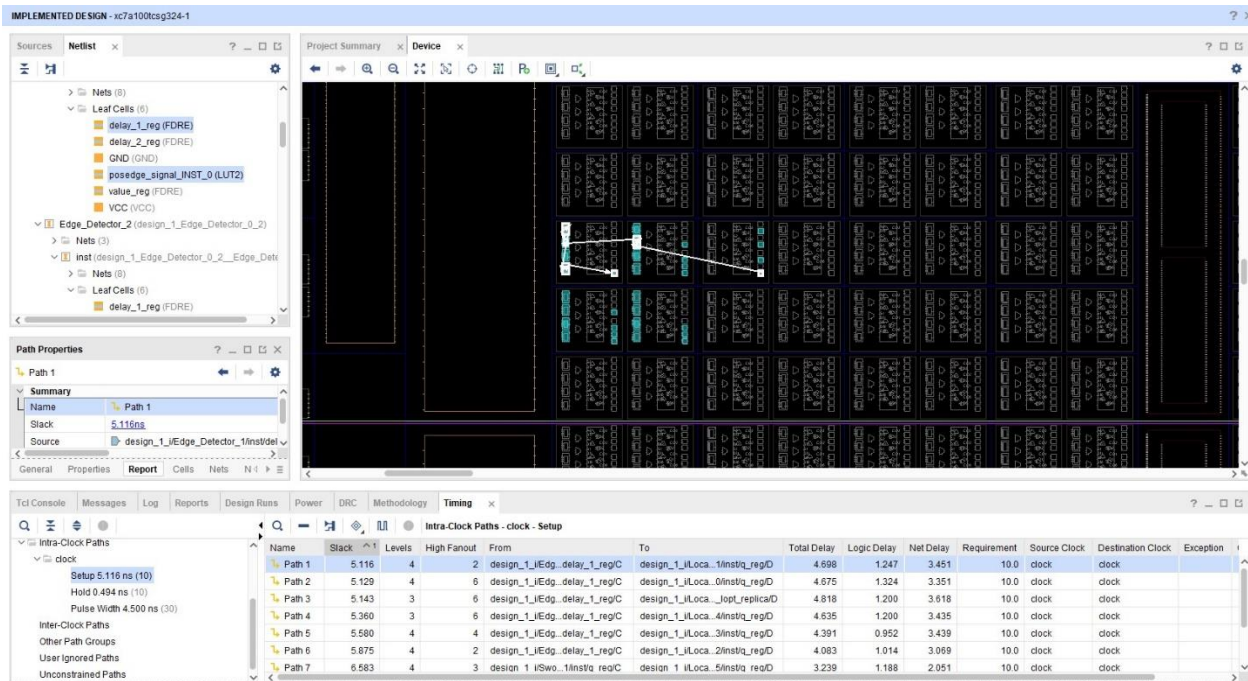 IMPLEMENTED DESIGN - xc7a100tcsg324-1
Sources Netlist
Nets (8)
Leaf Cells (6)
delay_1_reg (FDRE)
delay_2_reg (FDRE)
GND (GND)
posedge_signal_INST_0 (LUT2)
value_reg (FDRE)
VCC (VCC)
Edge_Detector_2 (design_1_Edge_Detector_0_2)
Nets (3)
inst (design_1_Edge_Detector_0_2__Edge_Dete
Nets (8)
Leaf Cells (6)
delay_1_reg (FDRE)
Path Properties
Path 1
Summary
Name Path 1
Slack 5.116ns
Source design_1_i/Edge_Detector_1/inst/del
General Properties Report Cells Nets
Project Summary Device
Tcl Console Messages Log Reports Design Runs Power DRC Methodology Timing
Intra-Clock Paths - clock - Setup
Intra-Clock Paths
clock
Setup 5.116 ns (10)
Hold 0.494 ns (10)
Pulse Width 4.500 ns (30)
Inter-Clock Paths
Other Path Groups
User Ignored Paths
Unconstrained Paths
Name Slack ^1 Levels High Fanout From To Total Delay Logic Delay Net Delay Requirement Source Clock Destination Clock Exception
Path 1 5.116 4 2 design_1_i/Edg...delay_1_reg/C design_1_i/Loca...1/inst/q_reg/D 4.698 1.247 3.451 10.0 clock clock
Path 2 5.129 4 6 design_1_i/Edg...delay_1_reg/C design_1_i/Loca...0/inst/q_reg/D 4.675 1.324 3.351 10.0 clock clock
Path 3 5.143 3 6 design_1_i/Edg...delay_1_reg/C design_1_i/Loca..._lopt_replica/D 4.818 1.200 3.618 10.0 clock clock
Path 4 5.360 3 6 design_1_i/Edg...delay_1_reg/C design_1_i/Loca...4/inst/q_reg/D 4.635 1.200 3.435 10.0 clock clock
Path 5 5.580 4 4 design_1_i/Edg...delay_1_reg/C design_1_i/Loca...3/inst/q_reg/D 4.391 0.952 3.439 10.0 clock clock
Path 6 5.875 4 2 design_1_i/Edg...delay_1_reg/C design_1_i/Loca...2/inst/q_reg/D 4.083 1.014 3.069 10.0 clock clock
Path 7 6.583 4 3 design_1_i/Swo...1/inst/q_reg/C design_1_i/Loca...5/inst/q_reg/D 3.239 1.188 2.051 10.0 clock clock